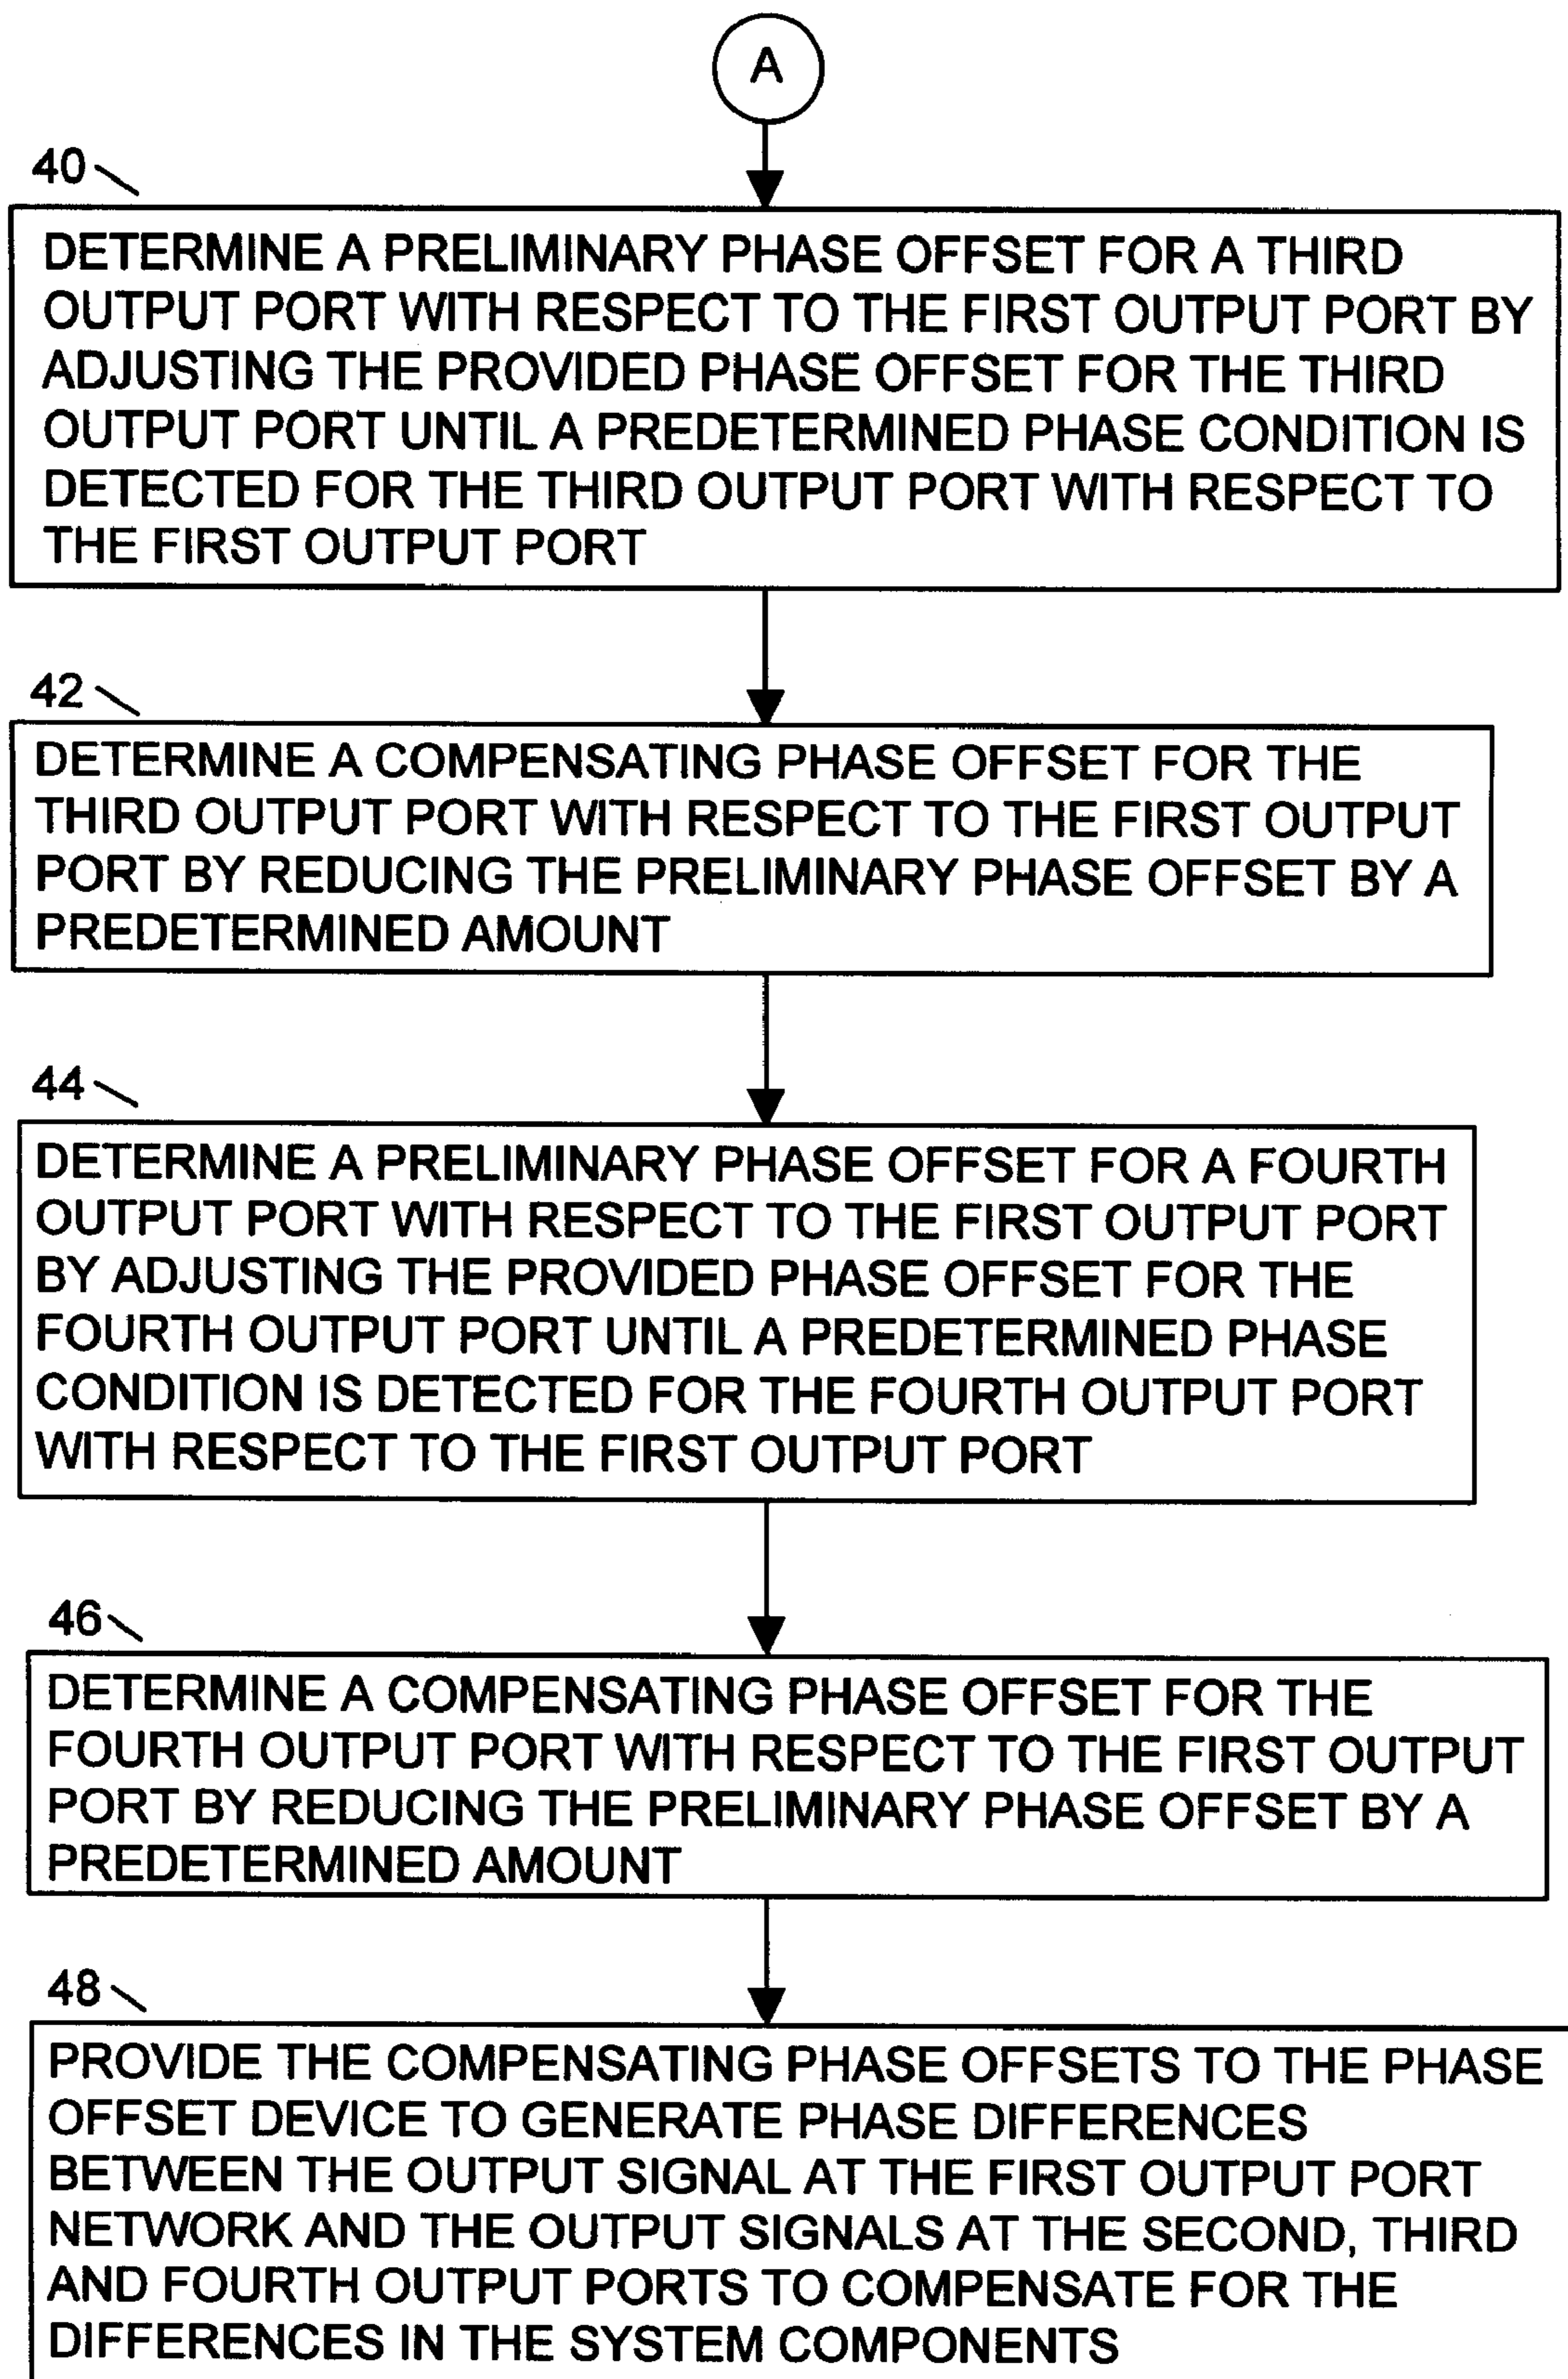 A
40
DETERMINE A PRELIMINARY PHASE OFFSET FOR A THIRD
OUTPUT PORT WITH RESPECT TO THE FIRST OUTPUT PORT BY
ADJUSTING THE PROVIDED PHASE OFFSET FOR THE THIRD
OUTPUT PORT UNTIL A PREDETERMINED PHASE CONDITION IS
DETECTED FOR THE THIRD OUTPUT PORT WITH RESPECT TO
THE FIRST OUTPUT PORT
42
DETERMINE A COMPENSATING PHASE OFFSET FOR THE
THIRD OUTPUT PORT WITH RESPECT TO THE FIRST OUTPUT
PORT BY REDUCING THE PRELIMINARY PHASE OFFSET BY A
PREDETERMINED AMOUNT
44
DETERMINE A PRELIMINARY PHASE OFFSET FOR A FOURTH
OUTPUT PORT WITH RESPECT TO THE FIRST OUTPUT PORT
BY ADJUSTING THE PROVIDED PHASE OFFSET FOR THE
FOURTH OUTPUT PORT UNTIL A PREDETERMINED PHASE
CONDITION IS DETECTED FOR THE FOURTH OUTPUT PORT
WITH RESPECT TO THE FIRST OUTPUT PORT
46
DETERMINE A COMPENSATING PHASE OFFSET FOR THE
FOURTH OUTPUT PORT WITH RESPECT TO THE FIRST OUTPUT
PORT BY REDUCING THE PRELIMINARY PHASE OFFSET BY A
PREDETERMINED AMOUNT
48
PROVIDE THE COMPENSATING PHASE OFFSETS TO THE PHASE
OFFSET DEVICE TO GENERATE PHASE DIFFERENCES
BETWEEN THE OUTPUT SIGNAL AT THE FIRST OUTPUT PORT
NETWORK AND THE OUTPUT SIGNALS AT THE SECOND, THIRD
AND FOURTH OUTPUT PORTS TO COMPENSATE FOR THE
DIFFERENCES IN THE SYSTEM COMPONENTS